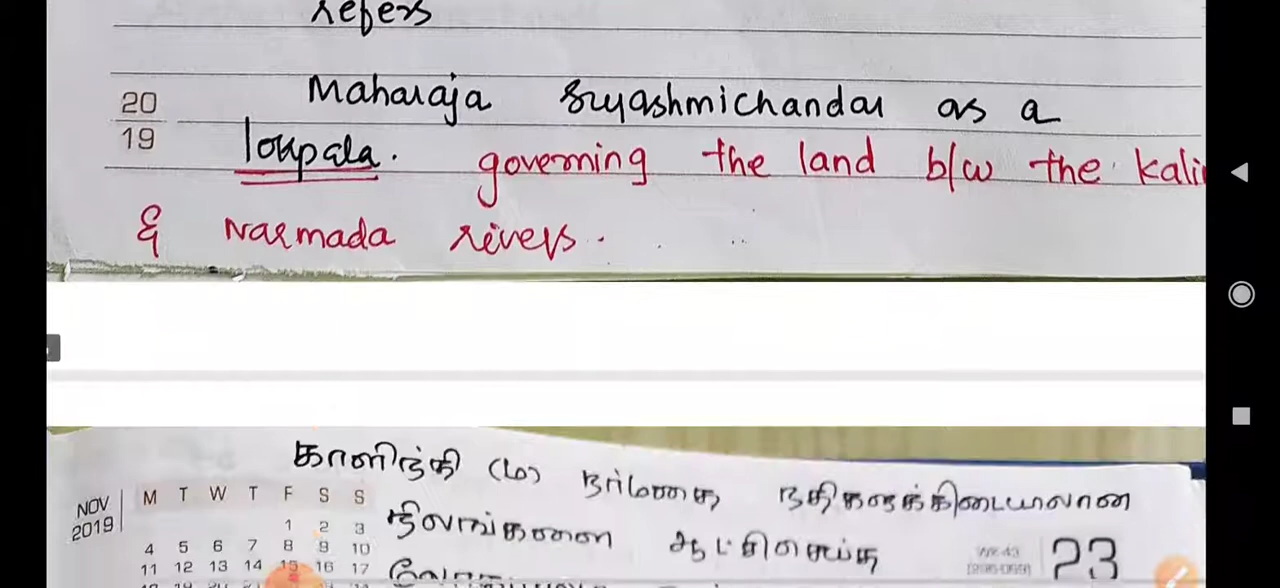 refers
20 Maharaja Suyashmichandar as a
19 lokpala. governing the land b/w the kali
& Narmada rivers.
காளிந்கி (ம) நர்மதை நதிகளுக்கிடையிலான
NOV M T W T F S S
2019 1 2 3 நிலங்களை ஆட்சிசெய்த
4 5 6 7 8 9 10 23
11 12 13 14 15 16 17